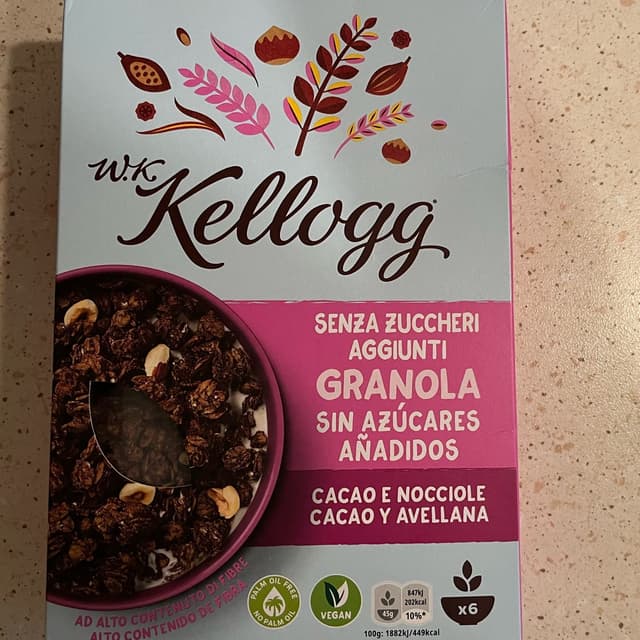 W.K.
Kellogg
SENZA ZUCCHERI
AGGIUNTI
GRANOLA
SIN AZÚCARES
AÑADIDOS
CACAO E NOCCIOLE
CACAO Y AVELLANA
AD ALTO CONTENUTO DI FIBRE
ALTO CONTENIDO DE FIBRA
PALM OIL FREE
NO PALM OIL
VEGAN
45g
847kJ
202kcal
10%*
100g: 1882kJ/449kcal
x6